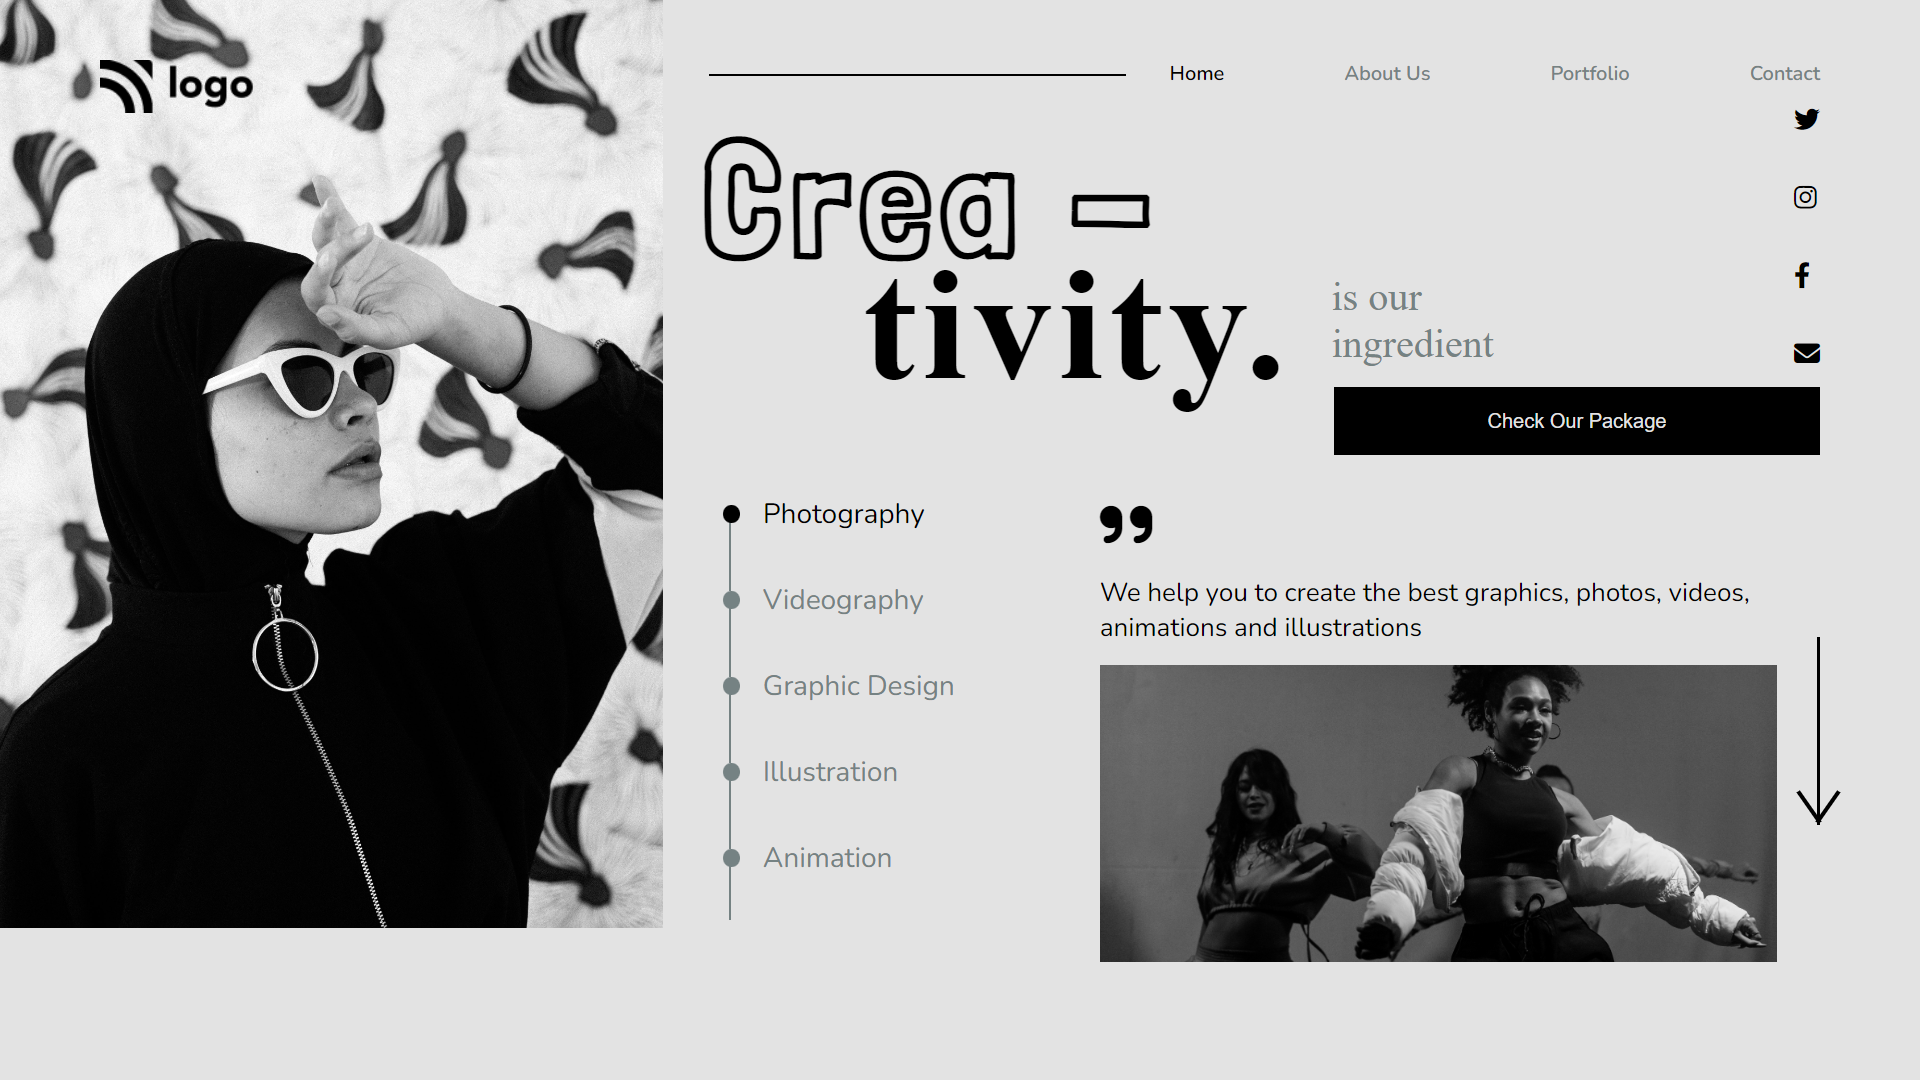 logo
Home
About Us
Portfolio
Contact
Crea -
tivity.
is our
ingredient
Check Our Package
Photography
Videography
Graphic Design
Illustration
Animation
”
We help you to create the best graphics, photos, videos,
animations and illustrations